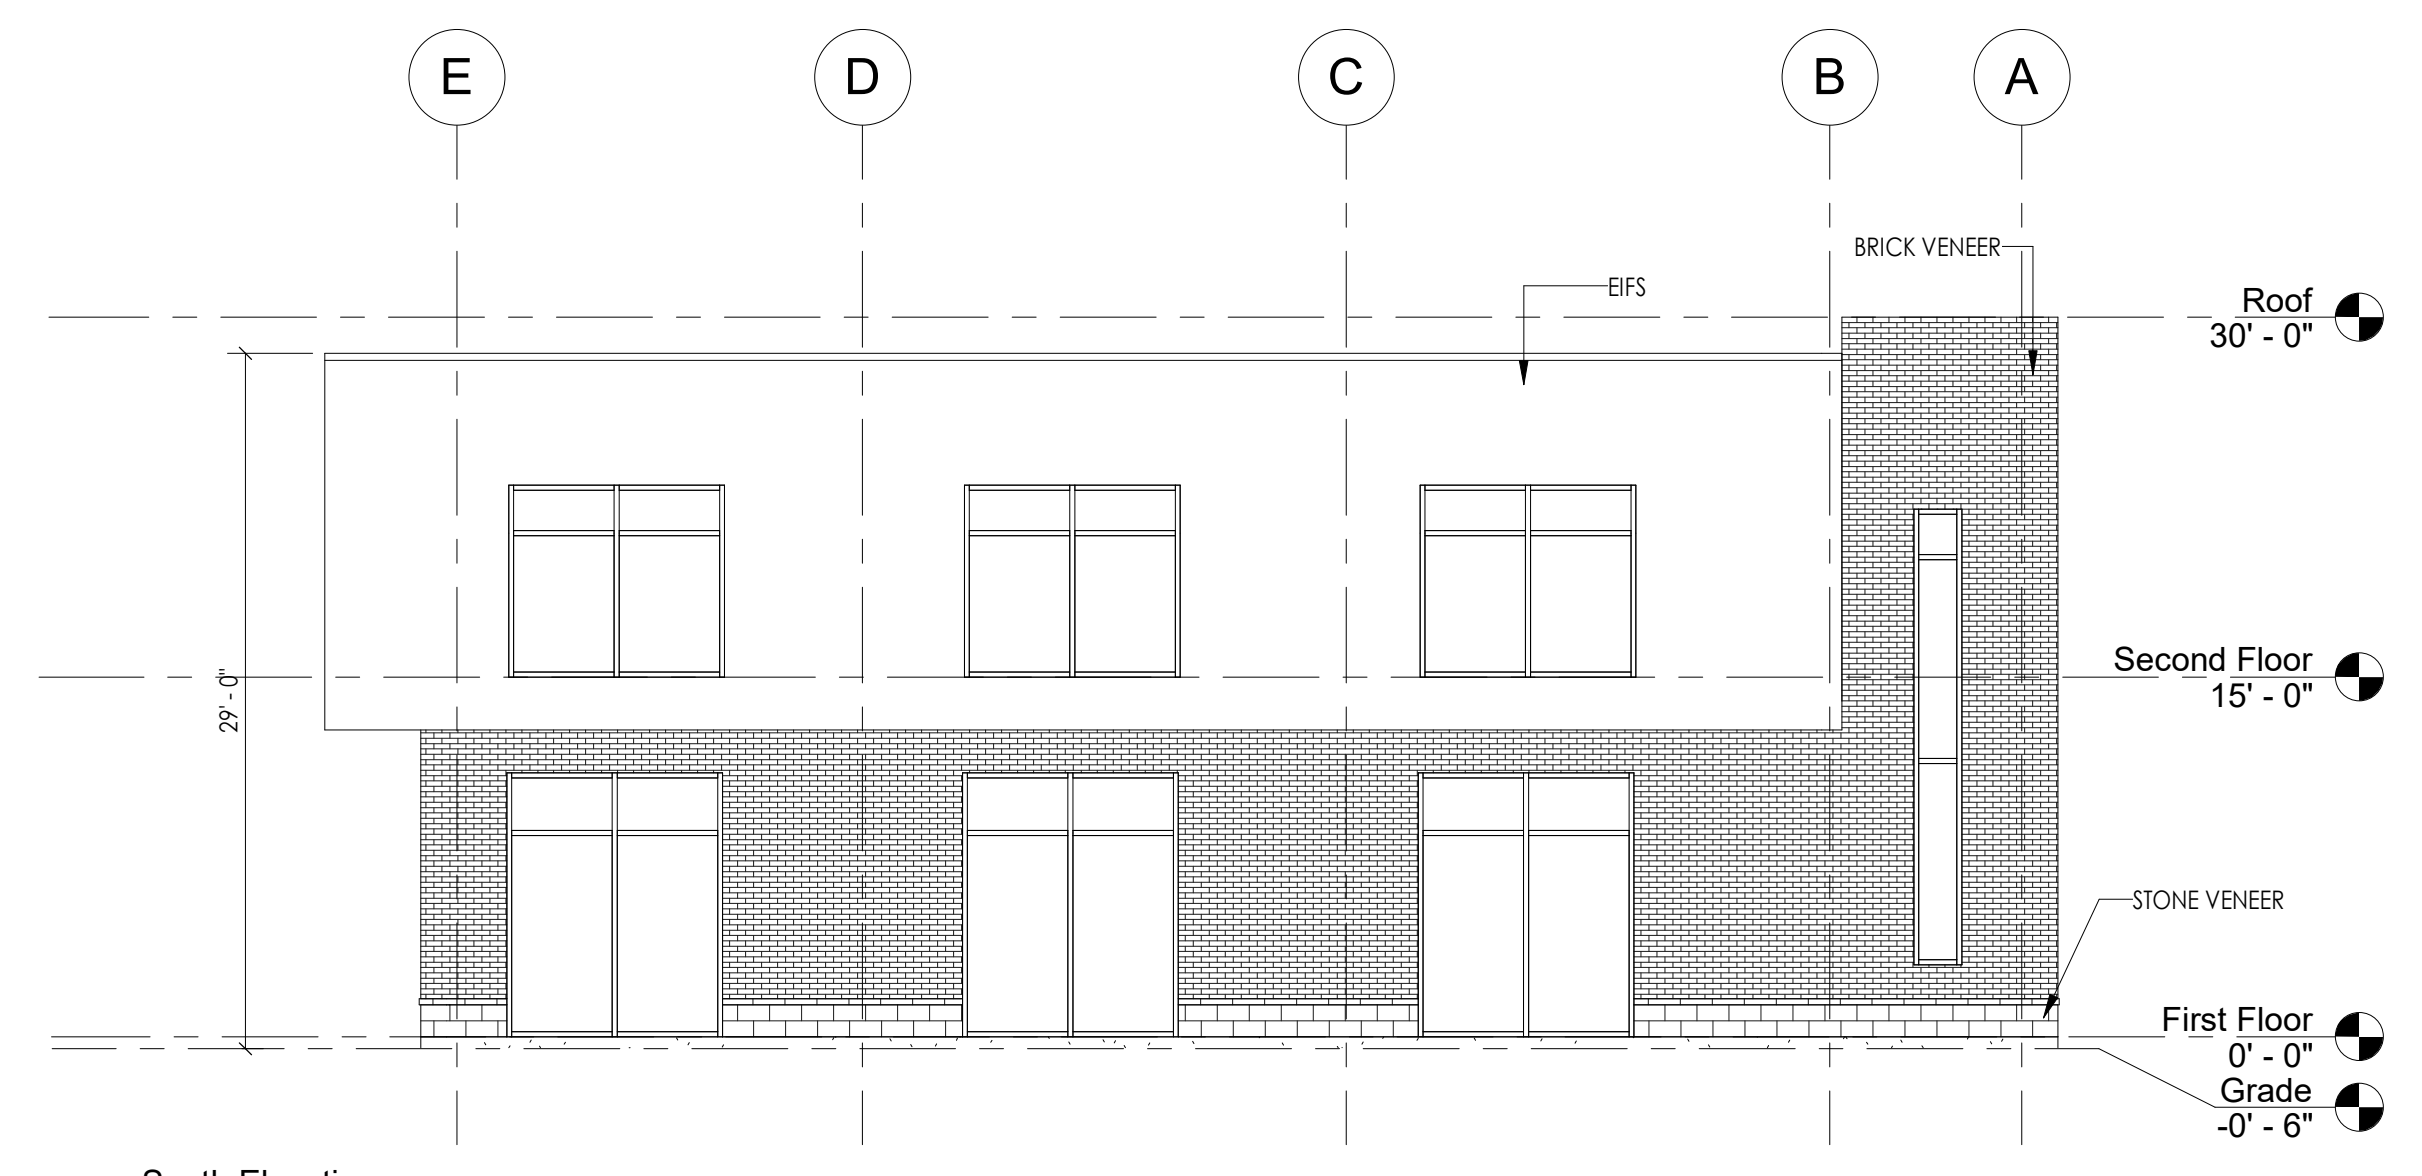 E
D
C
B
A
BRICK VENEER
EIFS
Roof
30' - 0"
Second Floor
15' - 0"
29' - 0"
STONE VENEER
First Floor
0' - 0"
Grade
-0' - 6"